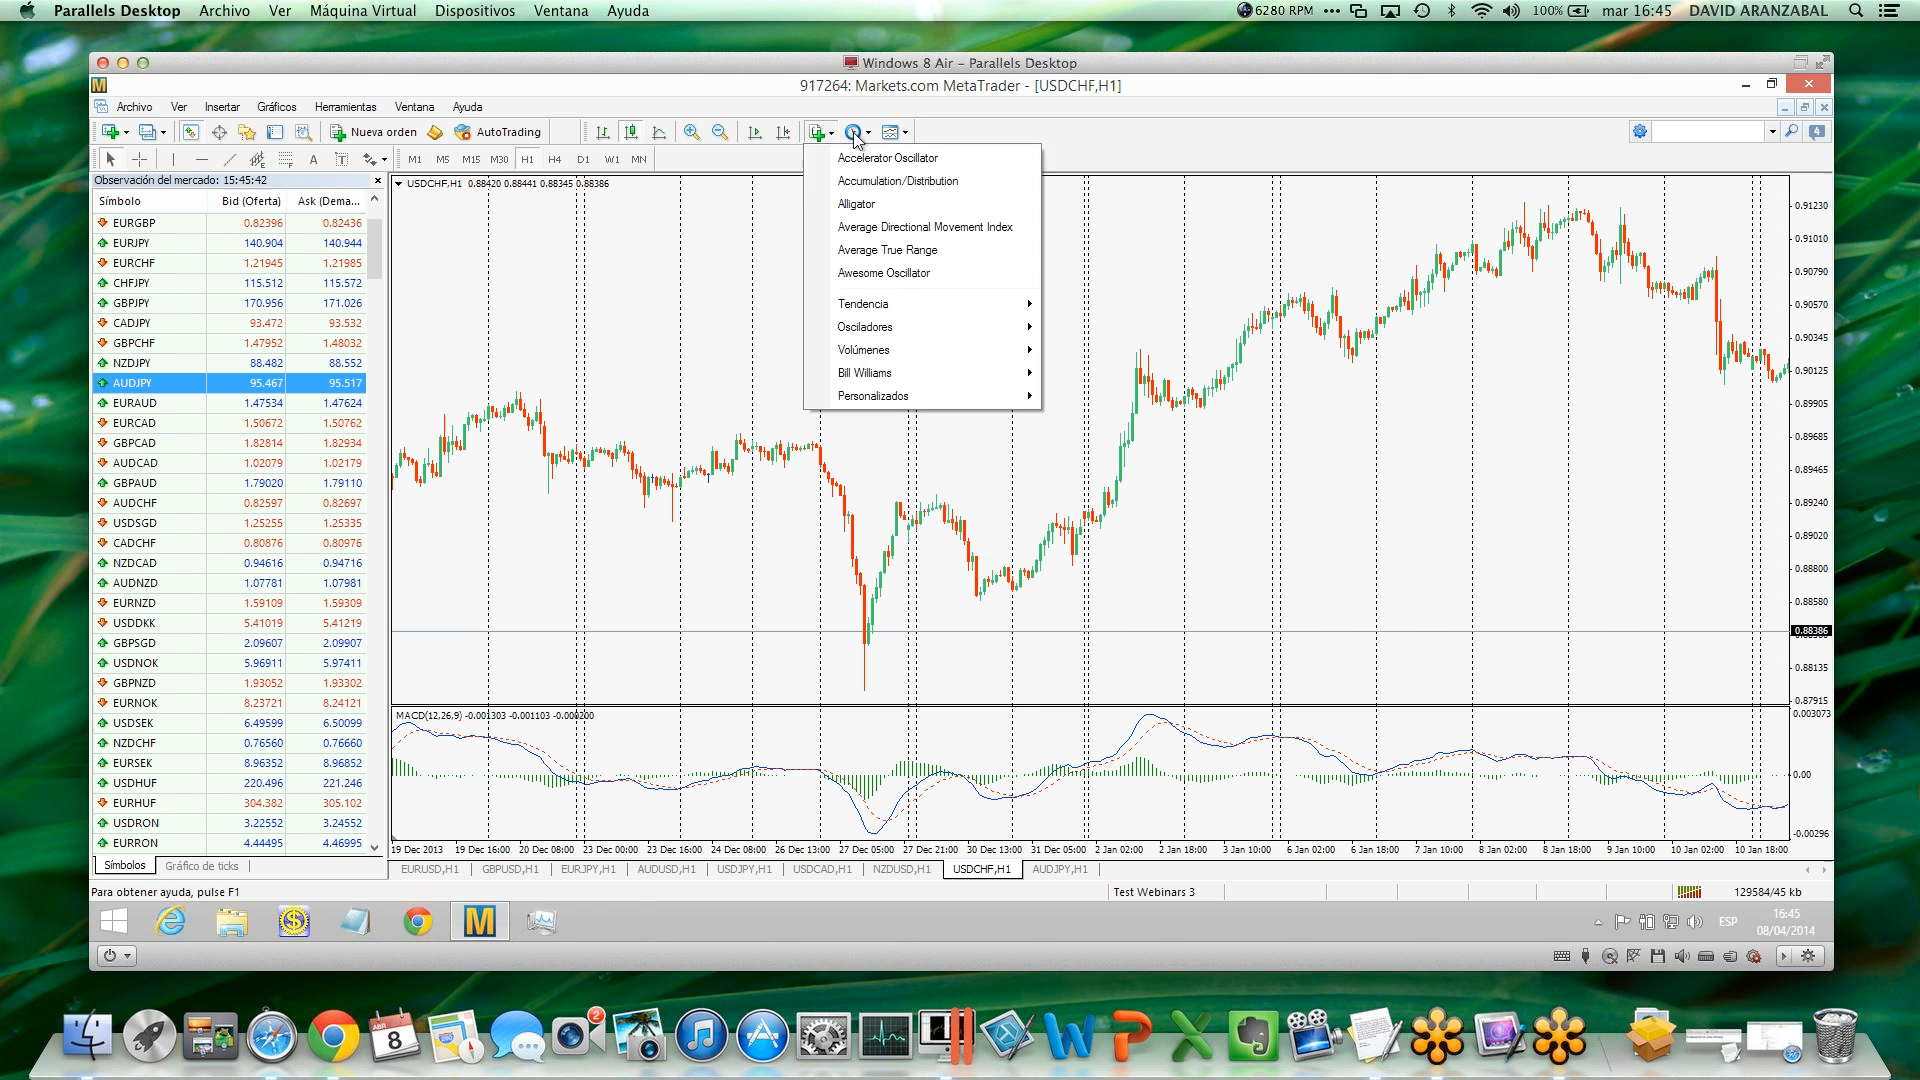 Parallels Desktop Archivo Ver Máquina Virtual Dispositivos Ventana Ayuda 6280 RPM 100% mar 16:45 DAVID ARANZABAL
Windows 8 Air - Parallels Desktop
917264: Markets.com MetaTrader - [USDCHF,H1]
Archivo Ver Insertar Gráficos Herramientas Ventana Ayuda
Nueva orden AutoTrading 4
A T M1 M5 M15 M30 H1 H4 D1 W1 MN
Observación del mercado: 15:45:42
Símbolo Bid (Oferta) Ask (Dema...
EURGBP 0.82396 0.82436
EURJPY 140.904 140.944
EURCHF 1.21945 1.21985
CHFJPY 115.512 115.572
GBPJPY 170.956 171.026
CADJPY 93.472 93.532
GBPCHF 1.47952 1.48032
NZDJPY 88.482 88.552
AUDJPY 95.467 95.517
EURAUD 1.47534 1.47624
EURCAD 1.50672 1.50762
GBPCAD 1.82814 1.82934
AUDCAD 1.02079 1.02179
GBPAUD 1.79020 1.79110
AUDCHF 0.82597 0.82697
USDSGD 1.25255 1.25335
CADCHF 0.80876 0.80976
NZDCAD 0.94616 0.94716
AUDNZD 1.07781 1.07981
EURNZD 1.59109 1.59309
USDDKK 5.41019 5.41219
GBPSGD 2.09607 2.09907
USDNOK 5.96911 5.97411
GBPNZD 1.93052 1.93302
EURNOK 8.23721 8.24121
USDSEK 6.49599 6.50099
NZDCHF 0.76560 0.76660
EURSEK 8.96352 8.96852
USDHUF 220.496 221.246
EURHUF 304.382 305.102
USDRON 3.22552 3.24552
EURRON 4.44495 4.46995
Símbolos Gráfico de ticks
USDCHF,H1 0.88420 0.88441 0.88345 0.88386
Accelerator Oscillator
Accumulation/Distribution
Alligator
Average Directional Movement Index
Average True Range
Awesome Oscillator
Tendencia
Osciladores
Volúmenes
Bill Williams
Personalizados
0.91230
0.91010
0.90790
0.90570
0.90345
0.90125
0.89905
0.89685
0.89465
0.89240
0.89020
0.88800
0.88580
0.88386
0.88135
0.87915
MACD(12,26,9) -0.001303 -0.001103 -0.000200
0.003073
0.00
-0.00296
19 Dec 2013 19 Dec 16:00 20 Dec 08:00 23 Dec 00:00 23 Dec 16:00 24 Dec 08:00 26 Dec 13:00 27 Dec 05:00 27 Dec 21:00 30 Dec 13:00 31 Dec 05:00 2 Jan 02:00 2 Jan 18:00 3 Jan 10:00 6 Jan 02:00 6 Jan 18:00 7 Jan 10:00 8 Jan 02:00 8 Jan 18:00 9 Jan 10:00 10 Jan 02:00 10 Jan 18:00
EURUSD,H1 GBPUSD,H1 EURJPY,H1 AUDUSD,H1 USDJPY,H1 USDCAD,H1 NZDUSD,H1 USDCHF,H1 AUDJPY,H1
Para obtener ayuda, pulse F1 Test Webinars 3 129584/45 kb
ESP 16:45
08/04/2014
ABR
8
2